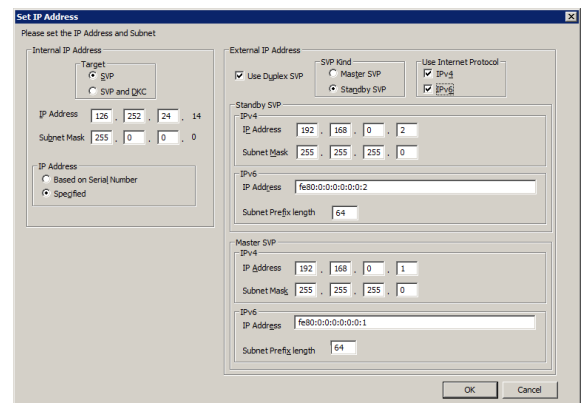 Set IP Address
Please set the IP Address and Subnet
Internal IP Address
Target
SVP
SVP and DKC
IP Address 126 . 252 . 24 . 14
Subnet Mask 255 . 0 . 0 . 0
IP Address
Based on Serial Number
Specified
External IP Address
Use Duplex SVP
SVP Kind
Master SVP
Standby SVP
Use Internet Protocol
IPv4
IPv6
Standby SVP
IPv4
IP Address 192 . 168 . 0 . 2
Subnet Mask 255 . 255 . 255 . 0
IPv6
IP Address fe80:0:0:0:0:0:0:2
Subnet Prefix length 64
Master SVP
IPv4
IP Address 192 . 168 . 0 . 1
Subnet Mask 255 . 255 . 255 . 0
IPv6
IP Address fe80:0:0:0:0:0:0:1
Subnet Prefix length 64
OK Cancel